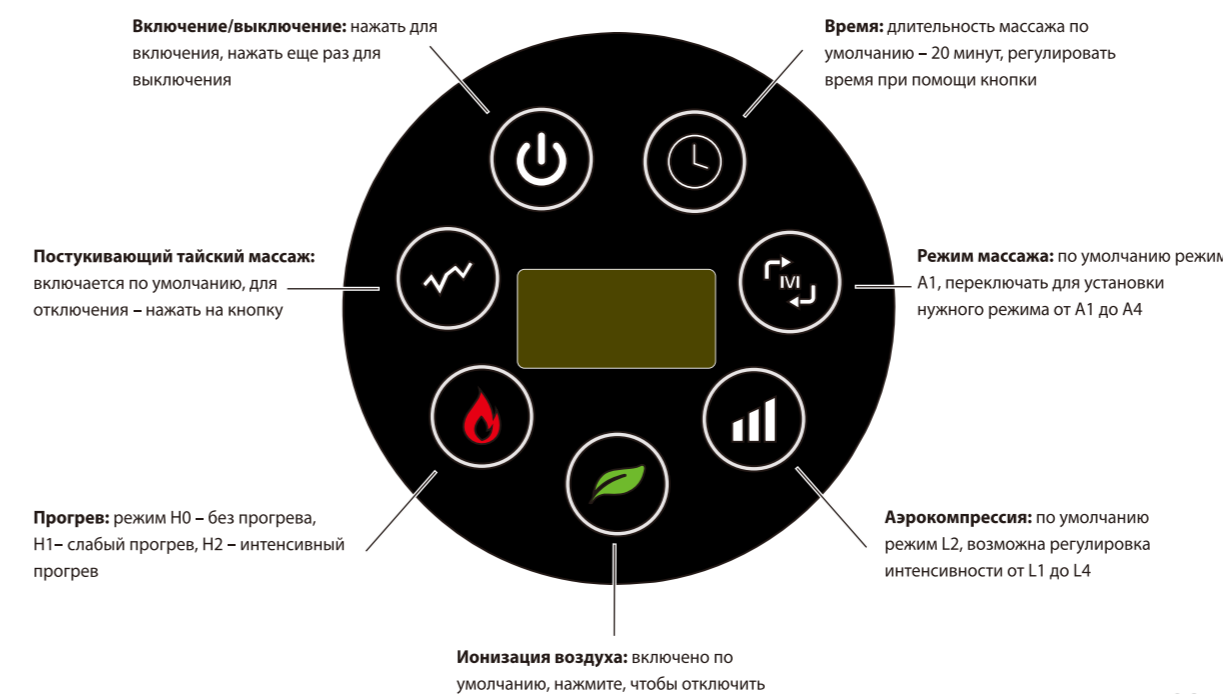 Включение/выключение: нажать для
включения, нажать еще раз для
выключения
Время: длительность массажа по
умолчанию – 20 минут, регулировать
время при помощи кнопки
Постукивающий тайский массаж:
включается по умолчанию, для
отключения – нажать на кнопку
Режим массажа: по умолчанию режим
А1, переключать для установки
нужного режима от А1 до А4
M
Прогрев: режим Н0 – без прогрева,
Н1– слабый прогрев, Н2 – интенсивный
прогрев
Аэрокомпрессия: по умолчанию
режим L2, возможна регулировка
интенсивности от L1 до L4
Ионизация воздуха: включено по
умолчанию, нажмите, чтобы отключить